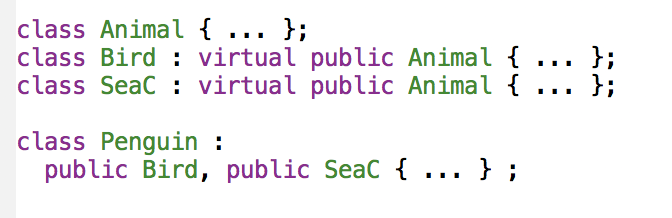 class Animal { ... };
class Bird : virtual public Animal { ... };
class SeaC : virtual public Animal { ... };
class Penguin :
public Bird, public SeaC { ... } ;